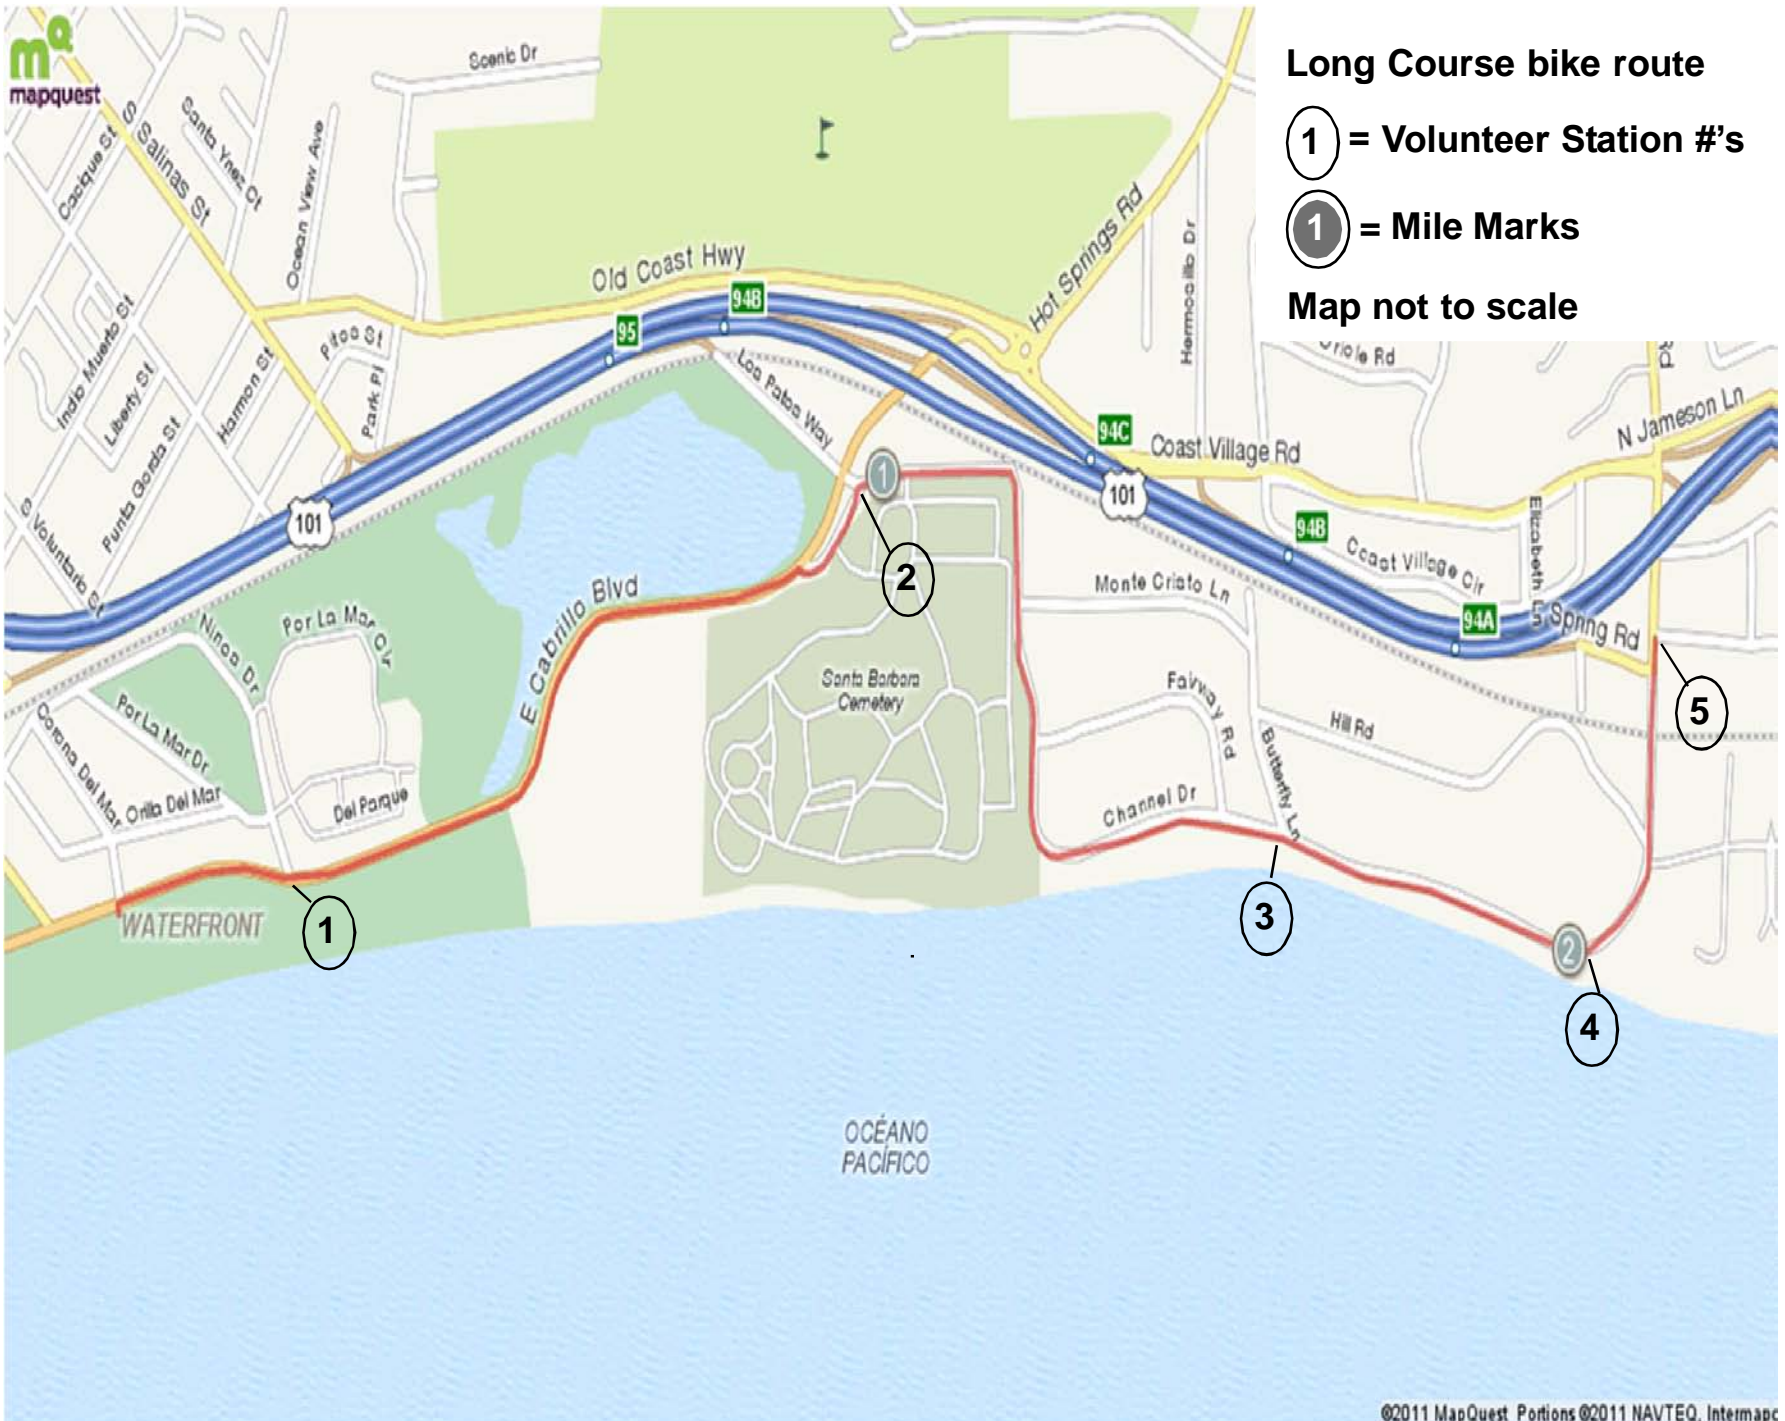 mapquest
Long Course bike route
1 = Volunteer Station #'s
1 = Mile Marks
Map not to scale
Scenic Dr
S Salinas St
Cacique St
Santa Ynez Ct
Ocean View Ave
Old Coast Hwy
Hot Springs Rd
Hermosillo Dr
94B
95
Pitos St
Park Pl
Indio Muerto St
Liberty St
Harmon St
Punta Gorda St
S Voluntario St
Los Patos Way
94C
Coast Village Rd
N Jameson Ln
101
101
94B
Coast Village Cir
Elizabeth Ln
94A
Spring Rd
1
2
Monte Cristo Ln
E Cabrillo Blvd
Ninos Dr
Por La Mar Cir
Por La Mar Dr
Corona Del Mar
Orilla Del Mar
Del Parque
Santa Barbara
Cemetery
Fairway Rd
Butterfly Ln
Hill Rd
5
Channel Dr
WATERFRONT
1
3
2
4
OCÉANO
PACÍFICO
©2011 MapQuest Portions ©2011 NAVTEQ, Intermap